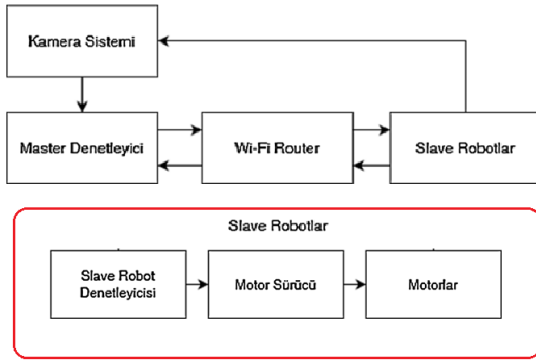 Kamera Sistemi
Master Denetleyici
Wi-Fi Router
Slave Robotlar
Slave Robotlar
Slave Robot
Denetleyicisi
Motor Sürücü
Motorlar